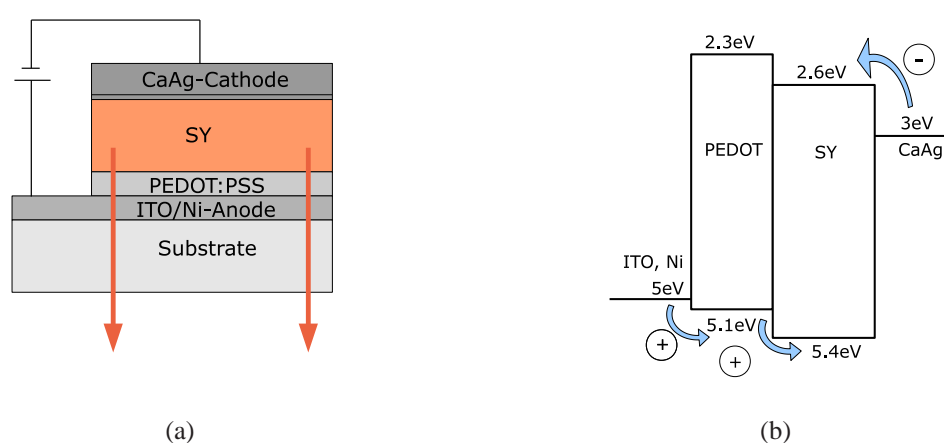 CaAg-Cathode
SY
PEDOT:PSS
ITO/Ni-Anode
Substrate
(a)
2.3eV
2.6eV
-
3eV
CaAg
PEDOT
SY
ITO, Ni
5eV
5.1eV
5.4eV
+
+
(b)